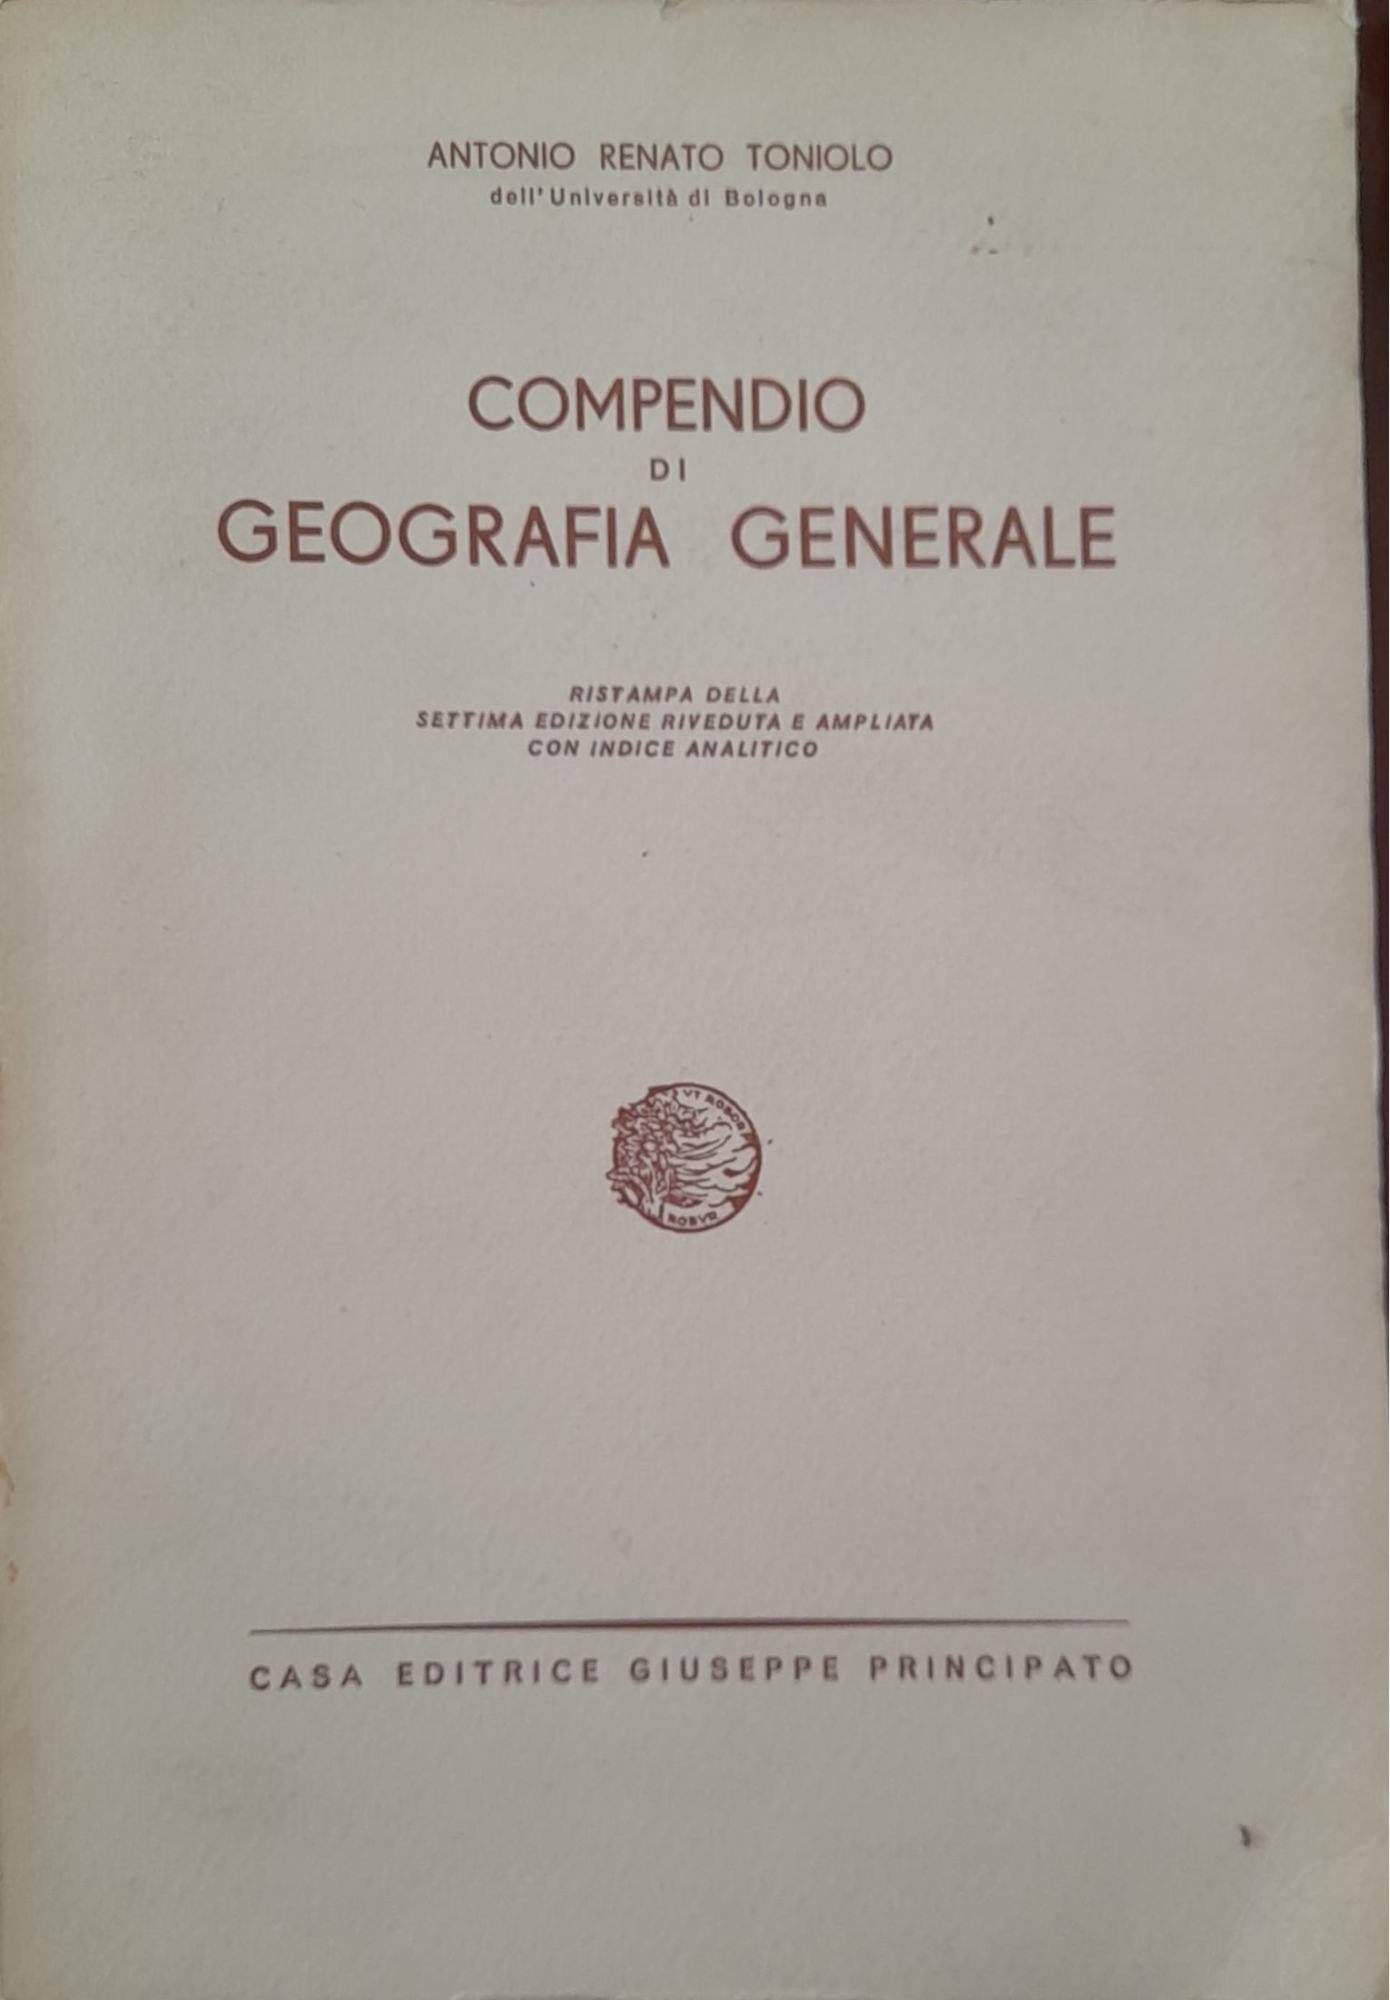 ANTONIO RENATO TONIOLO
dell'Università di Bologna
COMPENDIO
DI
GEOGRAFIA GENERALE
RISTAMPA DELLA
SETTIMA EDIZIONE RIVEDUTA E AMPLIATA
CON INDICE ANALITICO
VT ROBOR
ROBVR
CASA EDITRICE GIUSEPPE PRINCIPATO